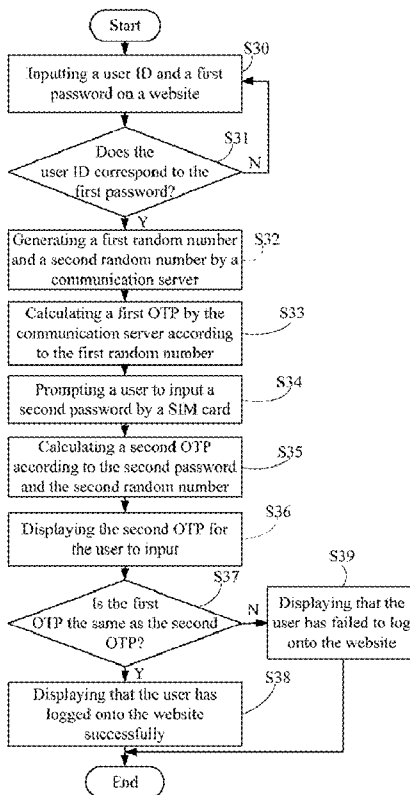 Start
S30
Inputting a user ID and a first
password on a website
S31
Does the
user ID correspond to the
first password?
N
Y
Generating a first random number
and a second random number by a
communication server
S32
Calculating a first OTP by the
communication server according
to the first random number
S33
Prompting a user to input a
second password by a SIM card
S34
Calculating a second OTP
according to the second password
and the second random number
S35
Displaying the second OTP for
the user to input
S36
S37
Is the first
OTP the same as the second
OTP?
N
S39
Displaying that the
user has failed to log
onto the website
Y
Displaying that the user has
logged onto the website
successfully
S38
End